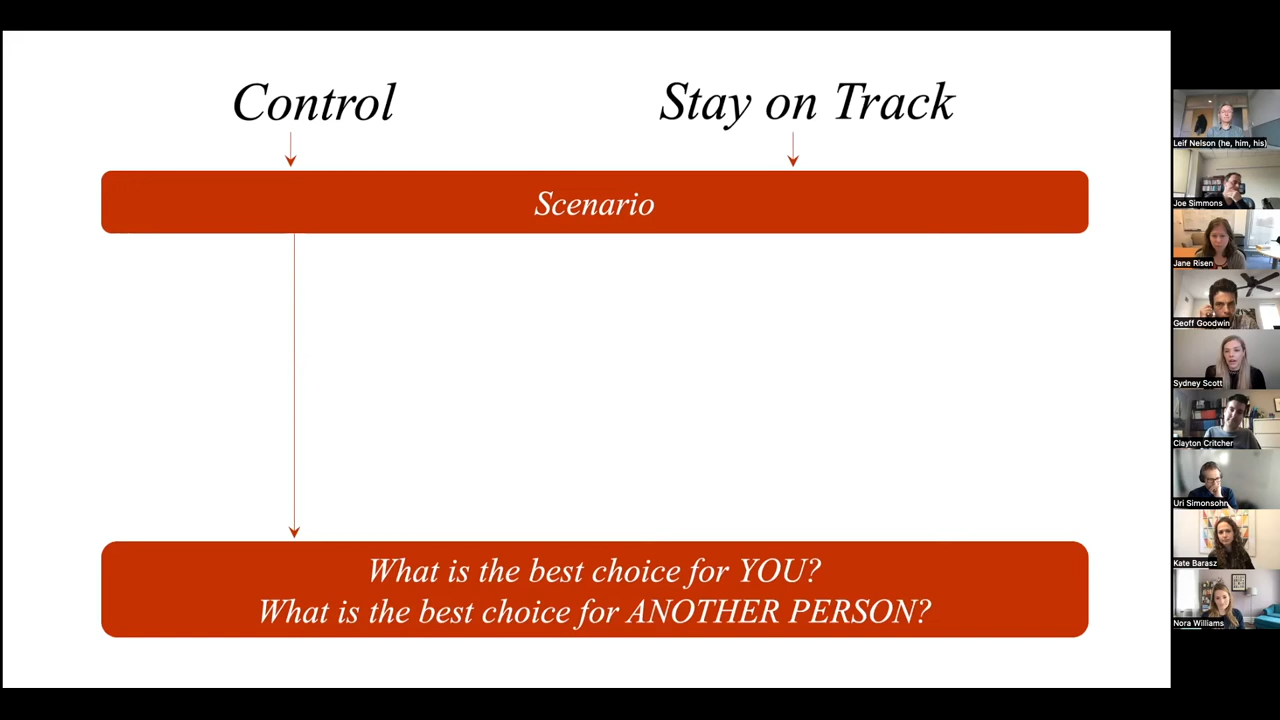 Control
Stay on Track
Scenario
What is the best choice for YOU?
What is the best choice for ANOTHER PERSON?
Leif Nelson (he, him, his)
Joe Simmons
Jane Risen
Geoff Goodwin
Sydney Scott
Clayton Critcher
Uri Simonsohn
Kate Barasz
Nora Williams